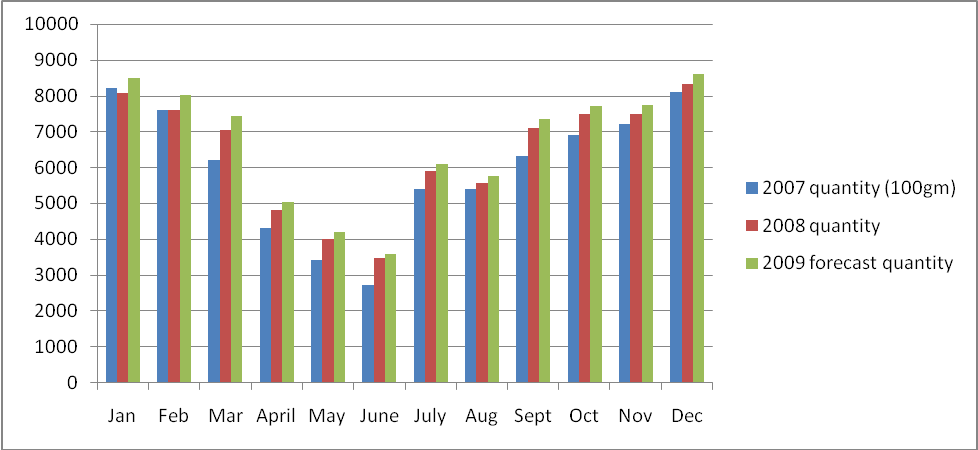 10000
9000
8000
7000
6000
5000
4000
3000
2000
1000
0
Jan Feb Mar April May June July Aug Sept Oct Nov Dec
2007 quantity (100gm)
2008 quantity
2009 forecast quantity